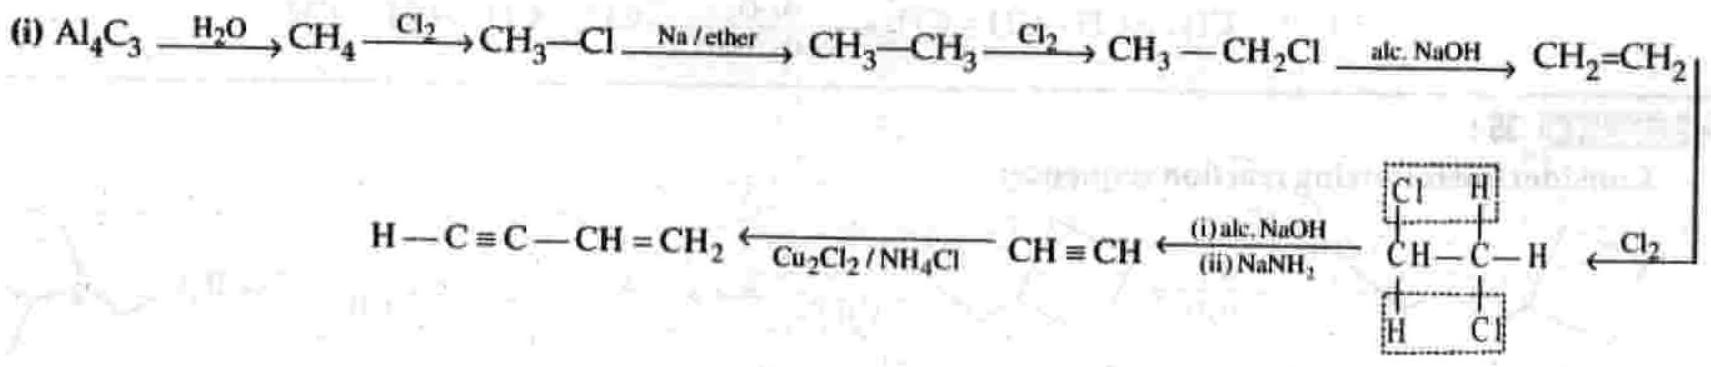 (i) Al₄C₃ —H₂O→ CH₄ —Cl₂→ CH₃—Cl —Na / ether→ CH₃—CH₃ —Cl₂→ CH₃—CH₂Cl —alc. NaOH→ CH₂=CH₂
Cl H
H—C≡C—CH=CH₂ ← Cu₂Cl₂ / NH₄Cl CH≡CH ← (i) alc. NaOH (ii) NaNH₂ CH—C—H ← Cl₂
H Cl